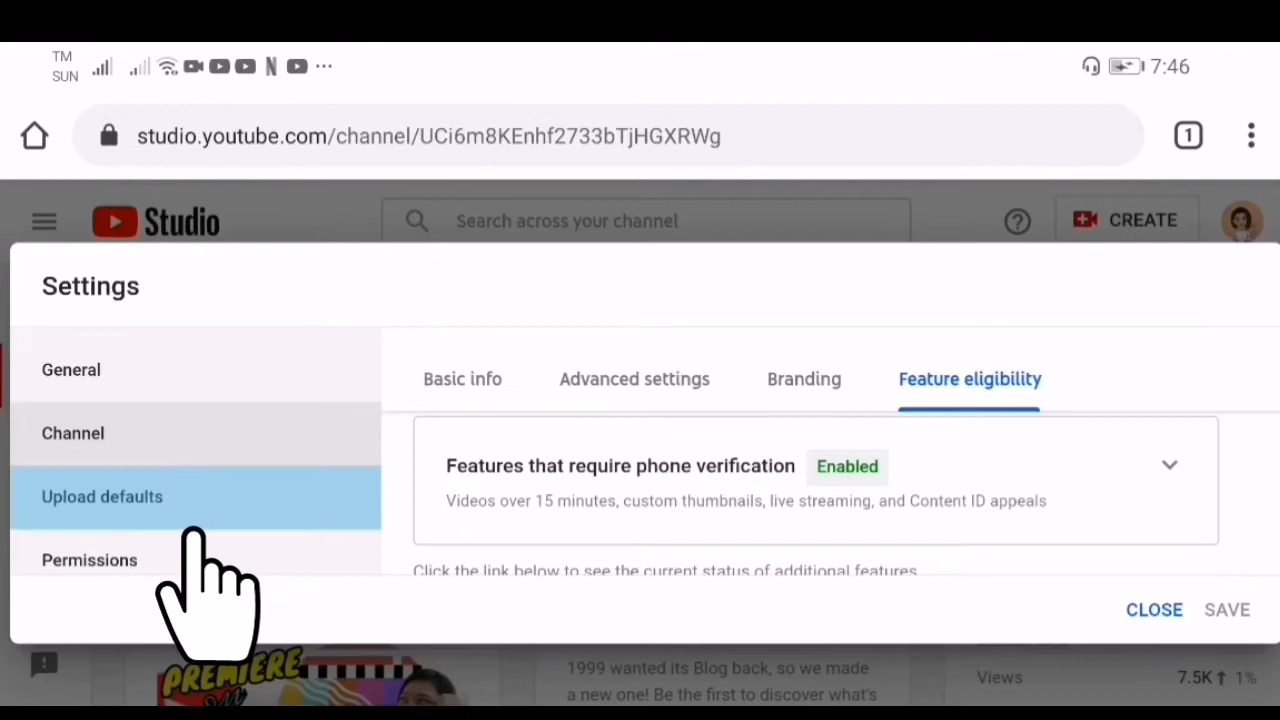 TM
SUN
7:46
studio.youtube.com/channel/UCi6m8KEnhf2733bTjHGXRWg
1
Studio
Search across your channel
CREATE
Settings
General
Channel
Upload defaults
Permissions
Basic info
Advanced settings
Branding
Feature eligibility
Features that require phone verification Enabled
Videos over 15 minutes, custom thumbnails, live streaming, and Content ID appeals
Click the link below to see the current status of additional features
CLOSE SAVE
PREMIERE
1999 wanted its Blog back, so we made
a new one! Be the first to discover what's
Views 7.5K 1%